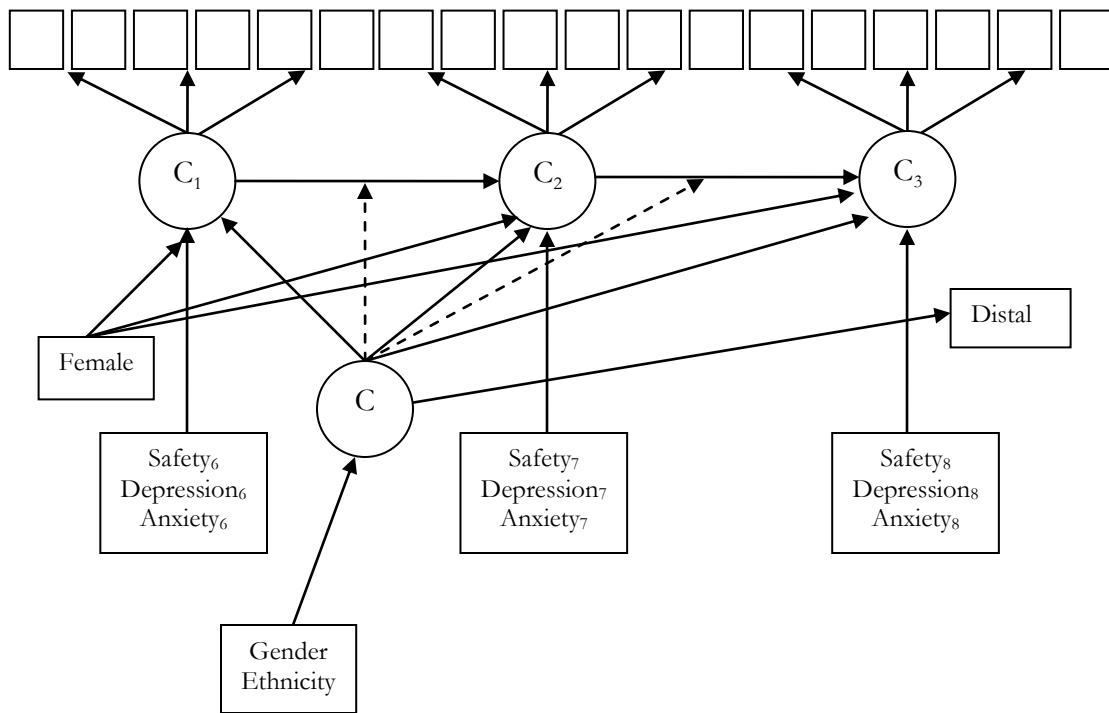 C₁
C₂
C₃
Distal
Female
C
Safety₆
Depression₆
Anxiety₆
Safety₇
Depression₇
Anxiety₇
Safety₈
Depression₈
Anxiety₈
Gender
Ethnicity